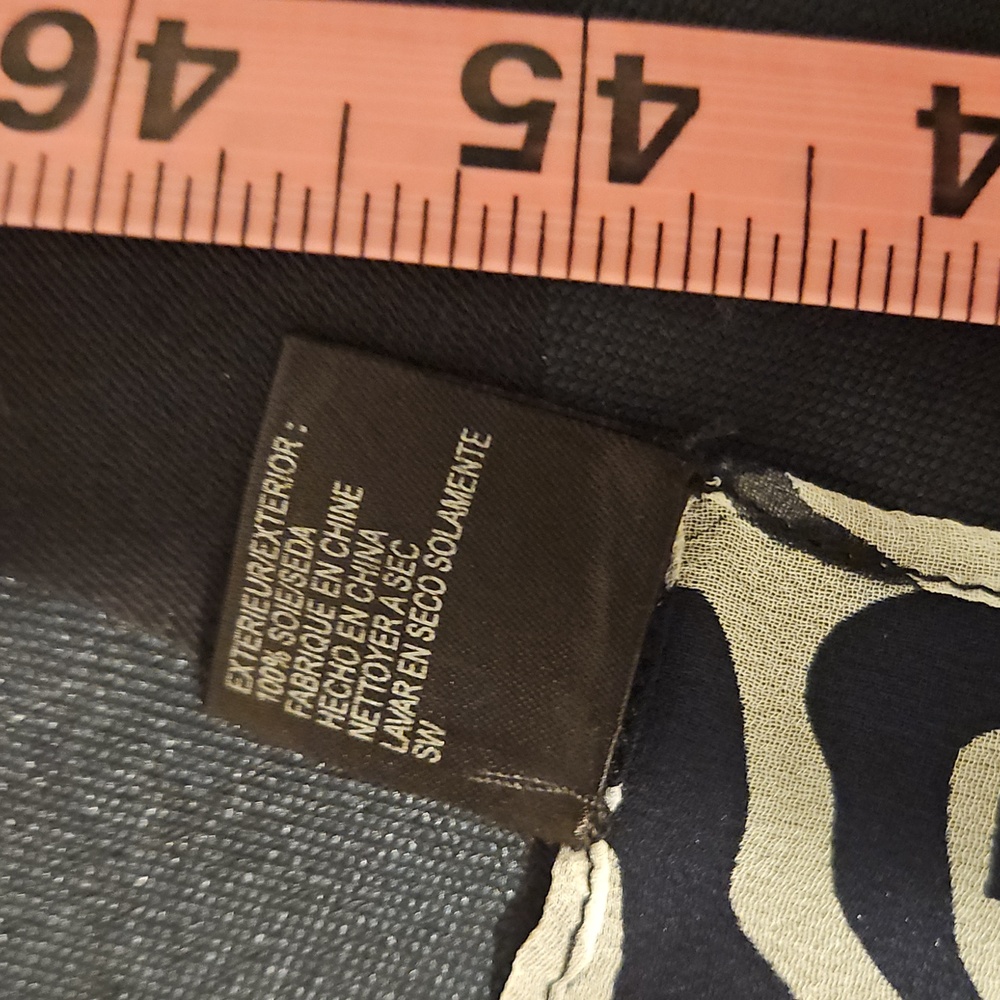 46 45 4
EXTERIEUR/EXTERIOR :
100% SOIE/SEDA
FABRIQUE EN CHINE
HECHO EN CHINA
NETTOYER A SEC
LAVAR EN SECO SOLAMENTE
SW